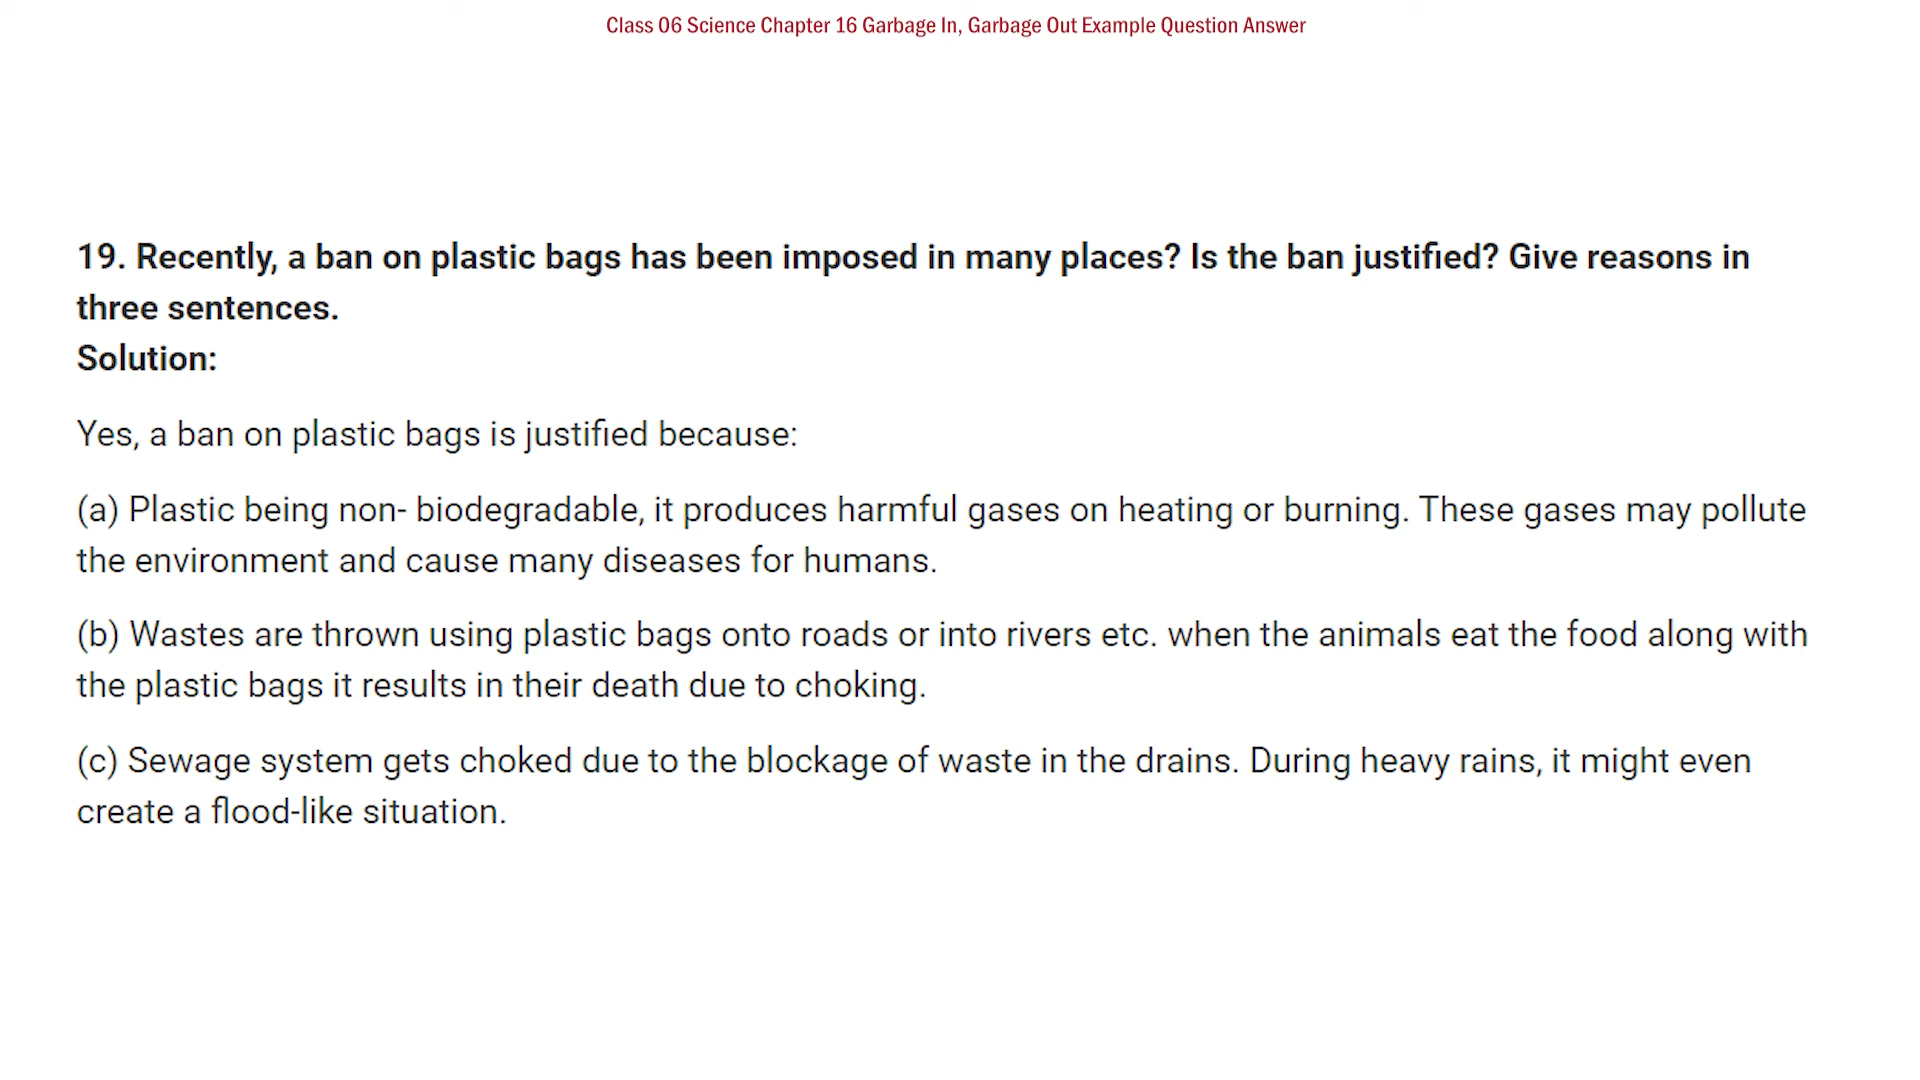 Class 06 Science Chapter 16 Garbage In, Garbage Out Example Question Answer
19. Recently, a ban on plastic bags has been imposed in many places? Is the ban justified? Give reasons in
three sentences.
Solution:
Yes, a ban on plastic bags is justified because:
(a) Plastic being non- biodegradable, it produces harmful gases on heating or burning. These gases may pollute
the environment and cause many diseases for humans.
(b) Wastes are thrown using plastic bags onto roads or into rivers etc. when the animals eat the food along with
the plastic bags it results in their death due to choking.
(c) Sewage system gets choked due to the blockage of waste in the drains. During heavy rains, it might even
create a flood-like situation.